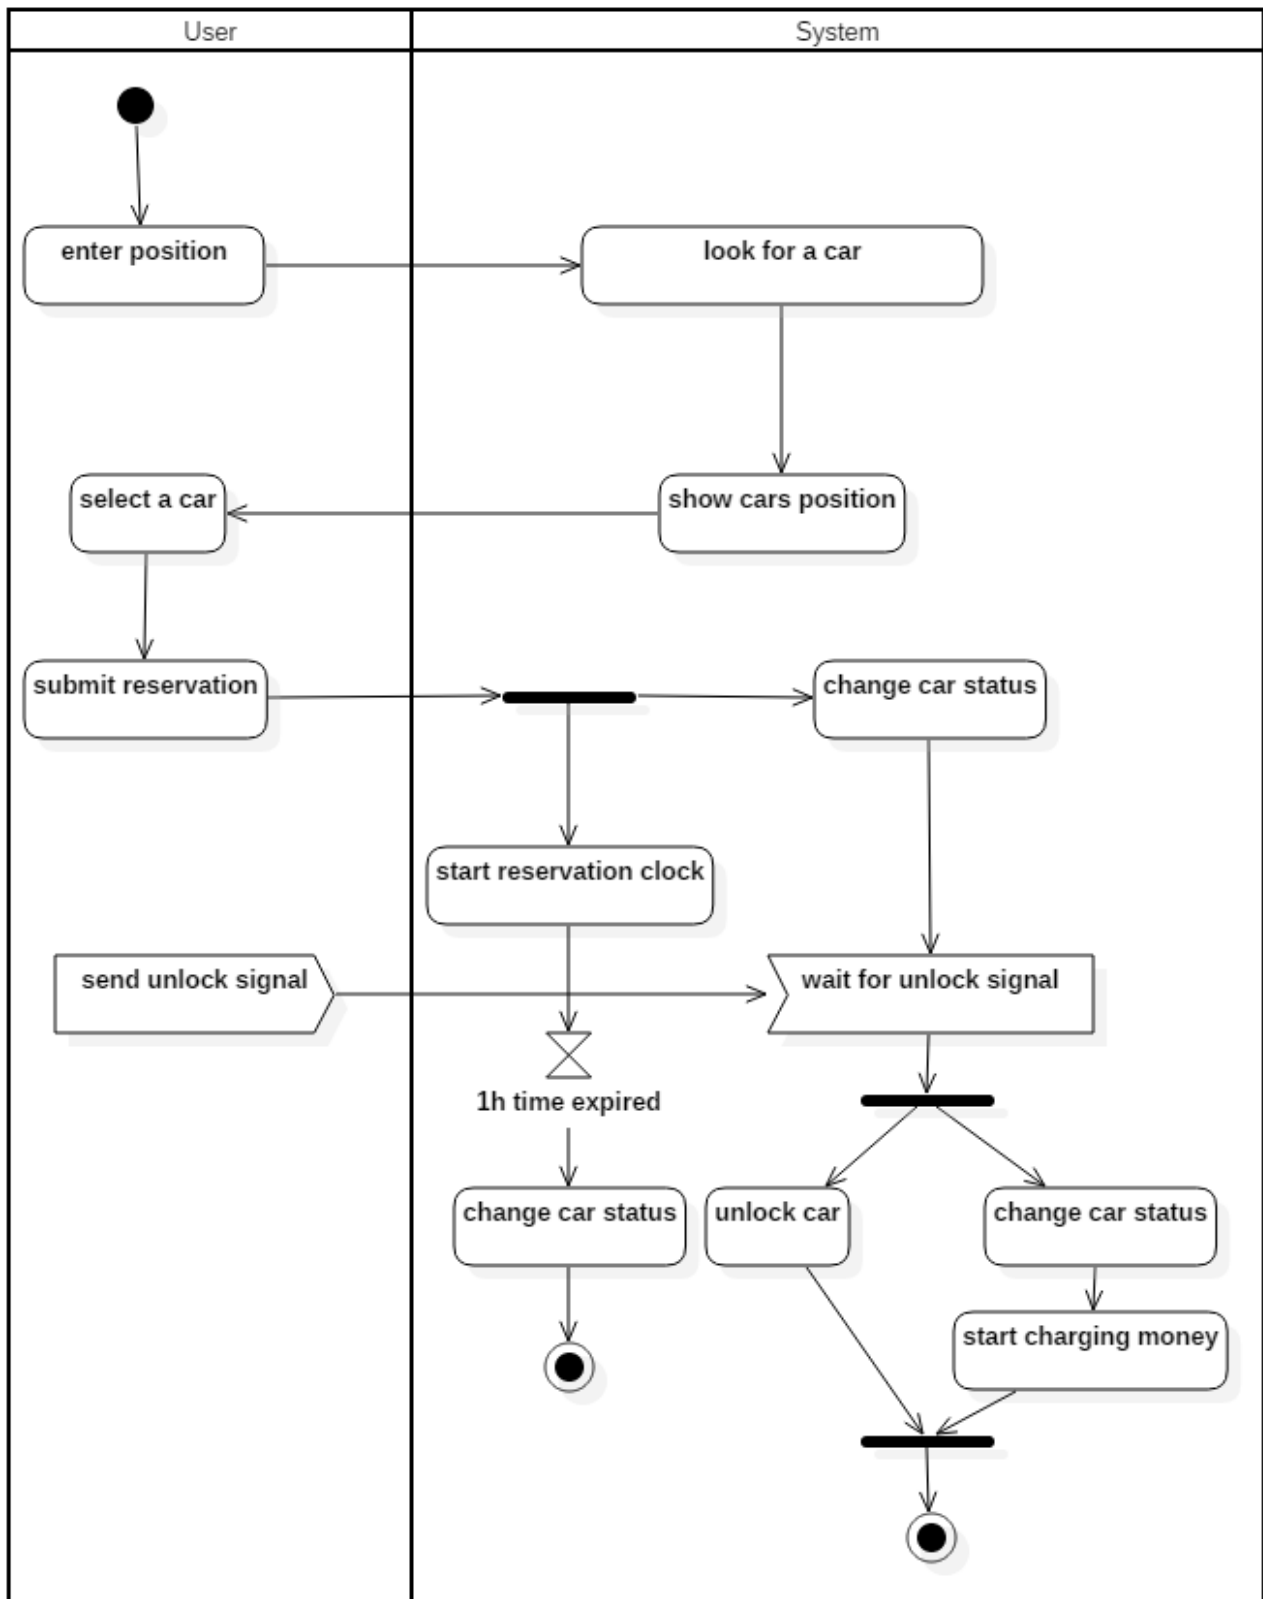 User
System
enter position
look for a car
select a car
show cars position
submit reservation
change car status
start reservation clock
send unlock signal
wait for unlock signal
1h time expired
change car status
unlock car
change car status
start charging money